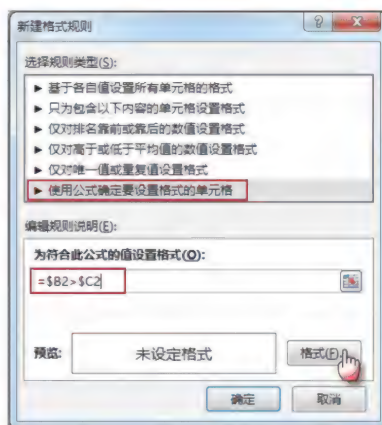 新建格式规则
选择规则类型(S):
► 基于各自值设置所有单元格的格式
► 只为包含以下内容的单元格设置格式
► 仅对排名靠前或靠后的数值设置格式
► 仅对高于或低于平均值的数值设置格式
► 仅对唯一值或重复值设置格式
► 使用公式确定要设置格式的单元格
编辑规则说明(E):
为符合此公式的值设置格式(O):
=$B2>$C2
预览: 未设定格式 格式(F)...
确定 取消